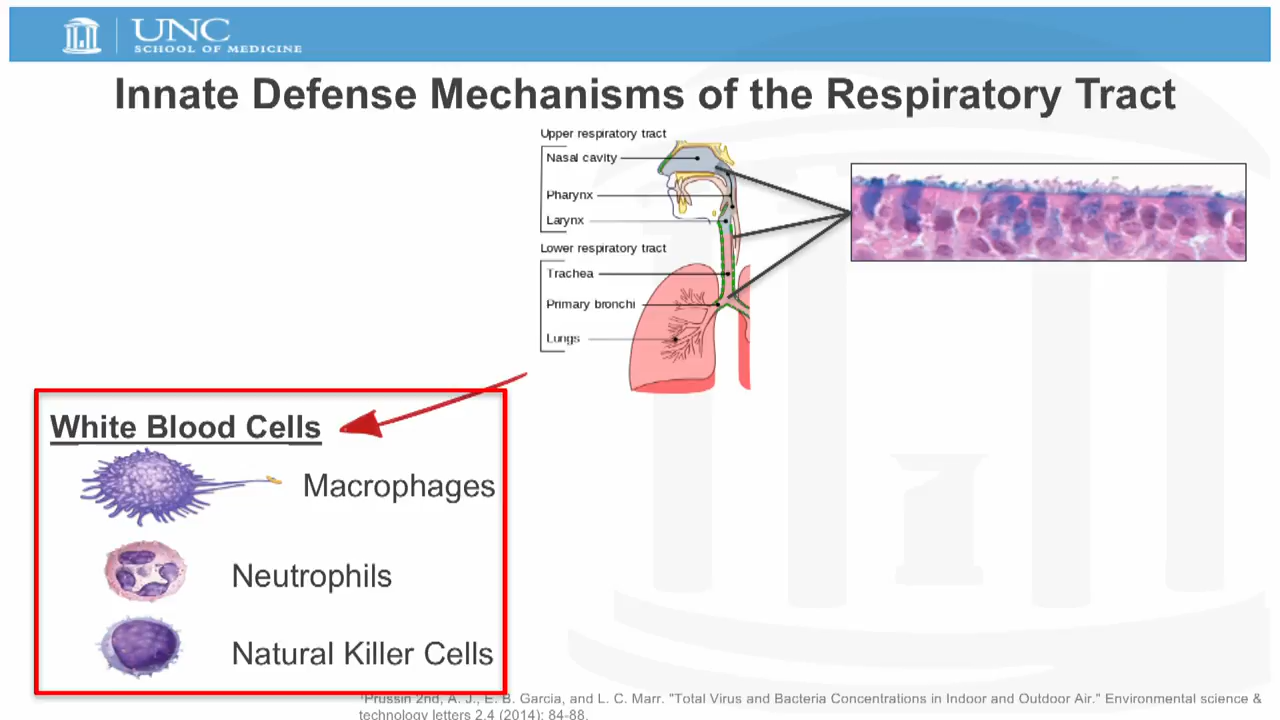 UNC
SCHOOL OF MEDICINE
Innate Defense Mechanisms of the Respiratory Tract
Upper respiratory tract
Nasal cavity
Pharynx
Larynx
Lower respiratory tract
Trachea
Primary bronchi
Lungs
White Blood Cells
Macrophages
Neutrophils
Natural Killer Cells
¹Prussin 2nd, A. J., E. B. Garcia, and L. C. Marr. "Total Virus and Bacteria Concentrations in Indoor and Outdoor Air." Environmental science &
technology letters 2.4 (2014): 84-88.